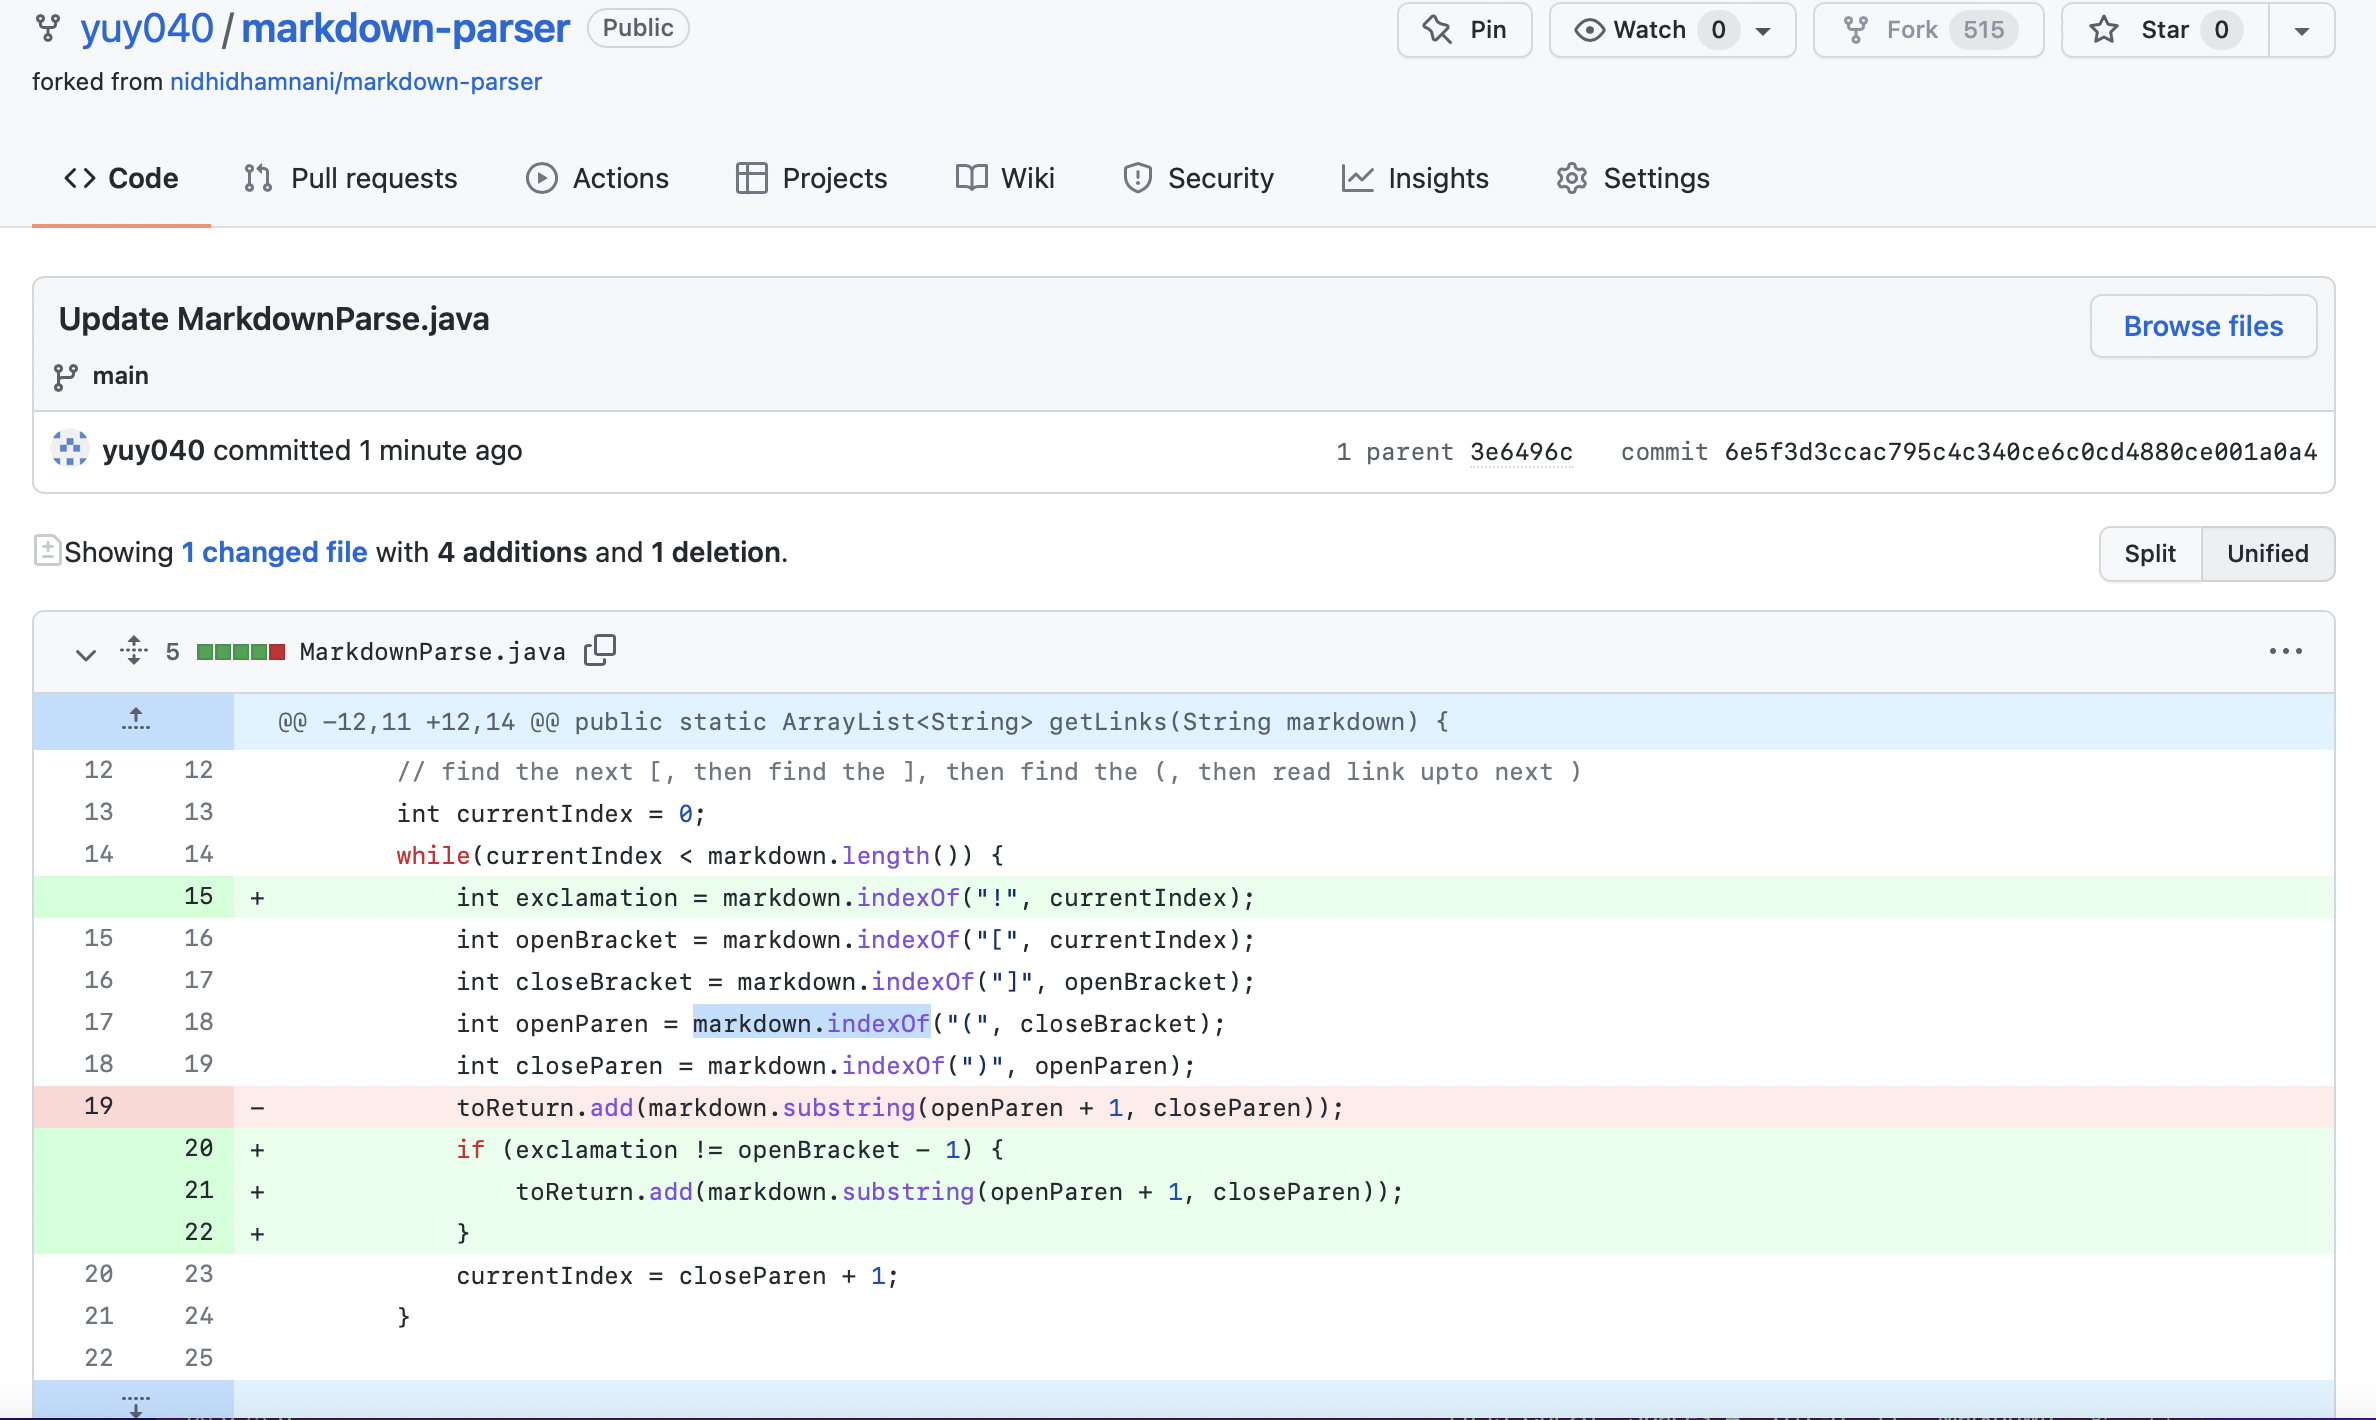 yuy040 / markdown-parser Public Pin Watch 0 Fork 515 Star 0
forked from nidhidhamnani/markdown-parser
Code Pull requests Actions Projects Wiki Security Insights Settings
Update MarkdownParse.java Browse files
main
yuy040 committed 1 minute ago 1 parent 3e6496c commit 6e5f3d3ccac795c4c340ce6c0cd4880ce001a0a4
Showing 1 changed file with 4 additions and 1 deletion. Split Unified
5 MarkdownParse.java
@@ -12,11 +12,14 @@ public static ArrayList<String> getLinks(String markdown) {
12 12 // find the next [, then find the ], then find the (, then read link upto next )
13 13 int currentIndex = 0;
14 14 while(currentIndex < markdown.length()) {
15 + int exclamation = markdown.indexOf("!", currentIndex);
15 16 int openBracket = markdown.indexOf("[", currentIndex);
16 17 int closeBracket = markdown.indexOf("]", openBracket);
17 18 int openParen = markdown.indexOf("(", closeBracket);
18 19 int closeParen = markdown.indexOf(")", openParen);
19 - toReturn.add(markdown.substring(openParen + 1, closeParen));
20 + if (exclamation != openBracket - 1) {
21 + toReturn.add(markdown.substring(openParen + 1, closeParen));
22 + }
20 23 currentIndex = closeParen + 1;
21 24 }
22 25